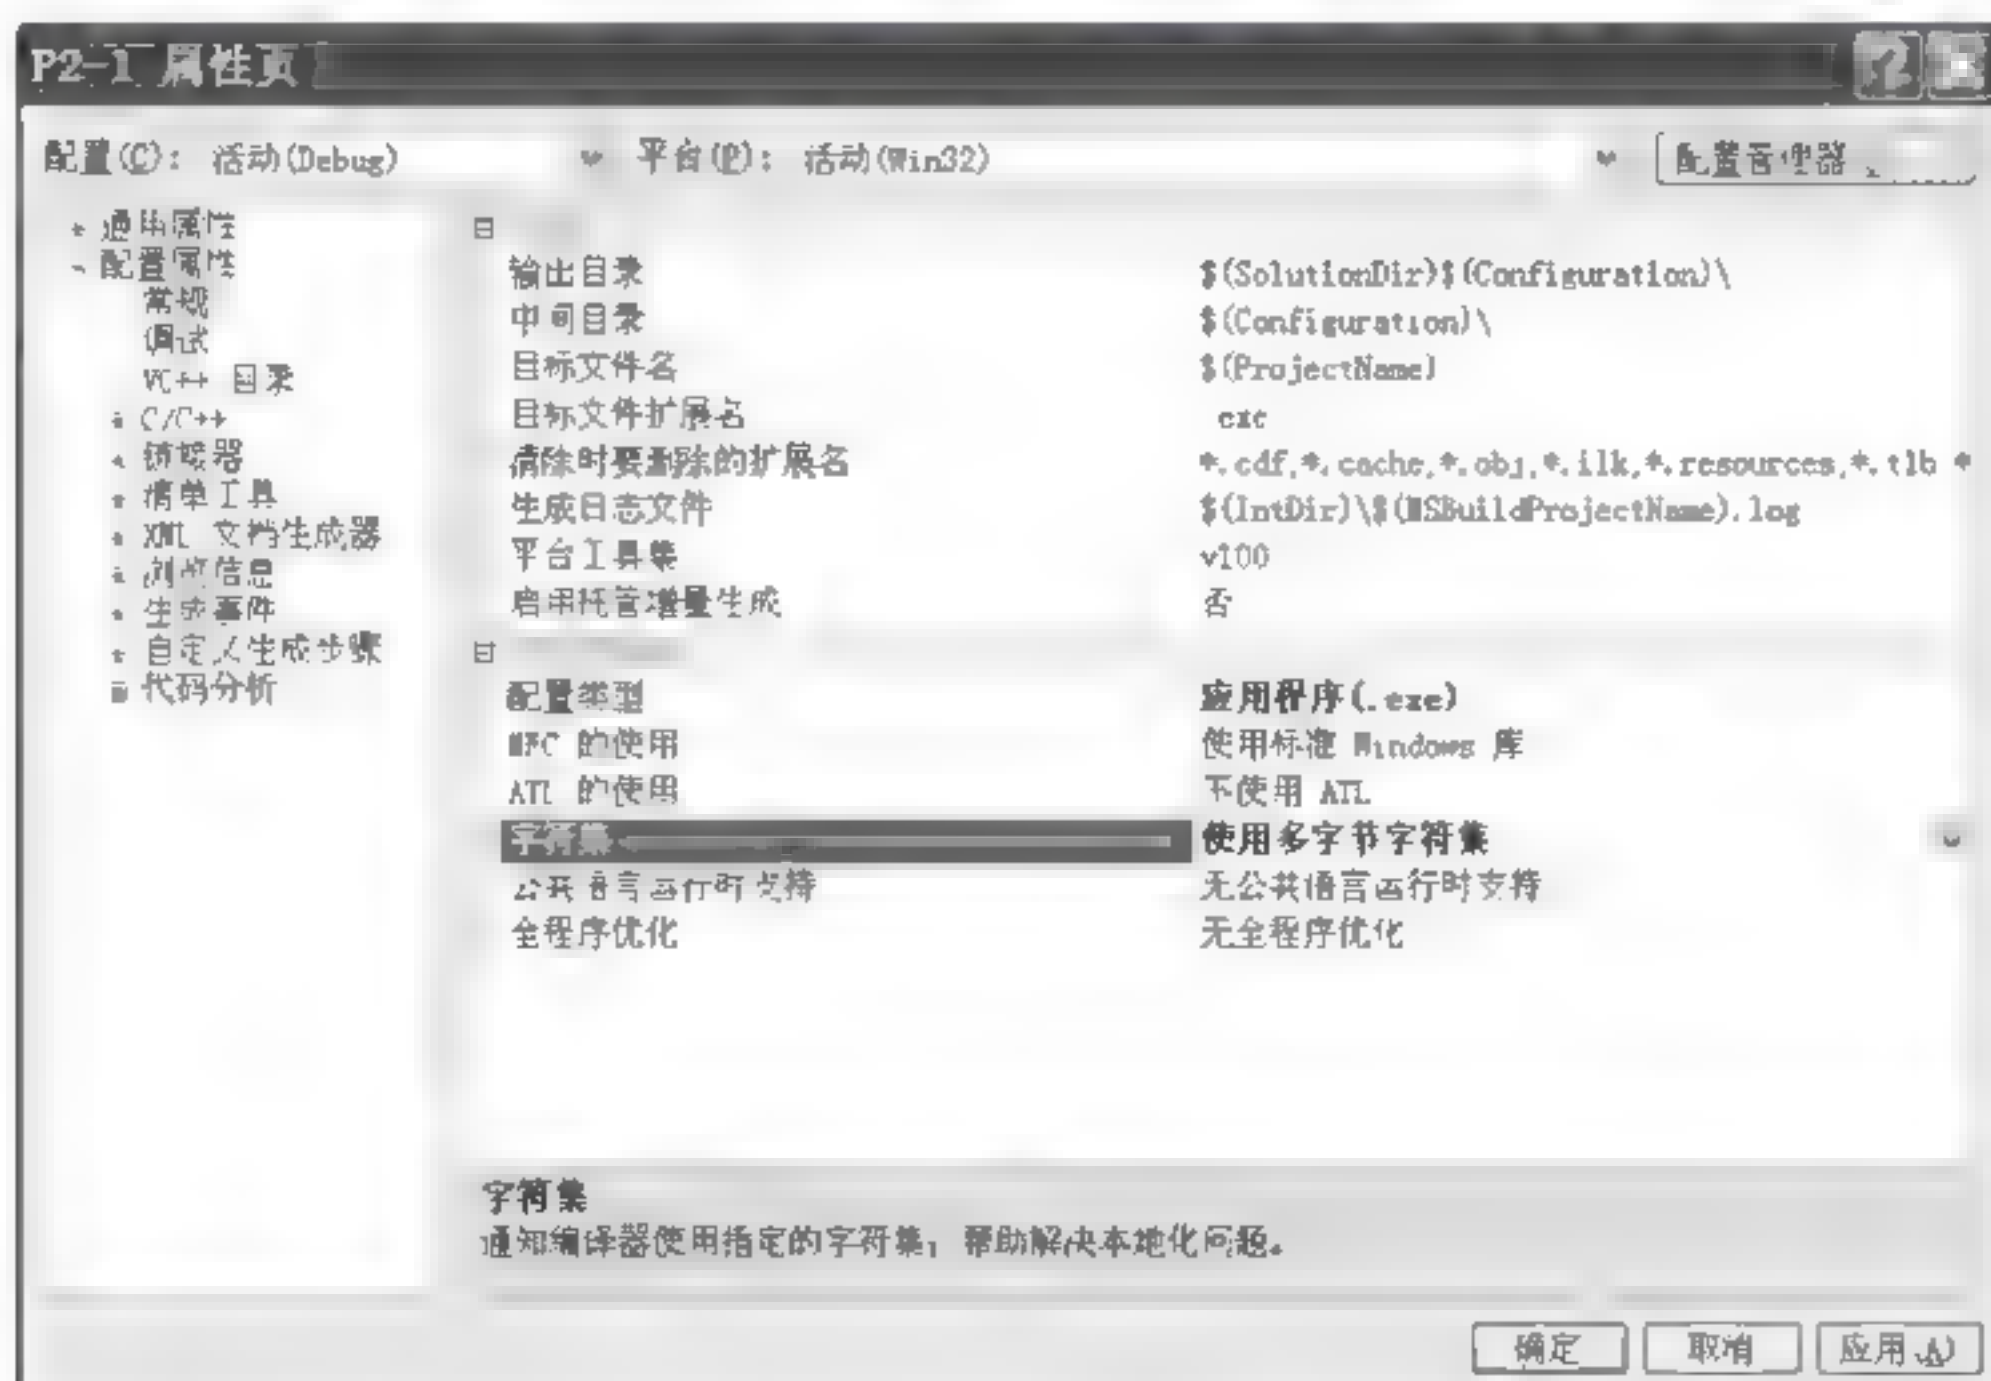 P2-1 属性页
配置(C): 活动(Debug) 平台(P): 活动(Win32) 配置管理器
通用属性
配置属性
常规
调试
VC++ 目录
C/C++
链接器
清单工具
XML 文档生成器
浏览信息
生成事件
自定义生成步骤
代码分析
输出目录 $(SolutionDir)$(Configuration)\
中间目录 $(Configuration)\
目标文件名 $(ProjectName)
目标文件扩展名 .exe
清除时要删除的扩展名 *.cdf,*.cache,*.obj,*.ilk,*.resources,*.tlb *
生成日志文件 $(IntDir)\$(MSBuildProjectName).log
平台工具集 v100
启用托管增量生成 否
配置类型 应用程序(.exe)
MFC 的使用 使用标准 Windows 库
ATL 的使用 不使用 ATL
字符集 使用多字节字符集
公共语言运行时支持 无公共语言运行时支持
全程序优化 无全程序优化
字符集
通知编译器使用指定的字符集，帮助解决本地化问题。
确定 取消 应用(A)